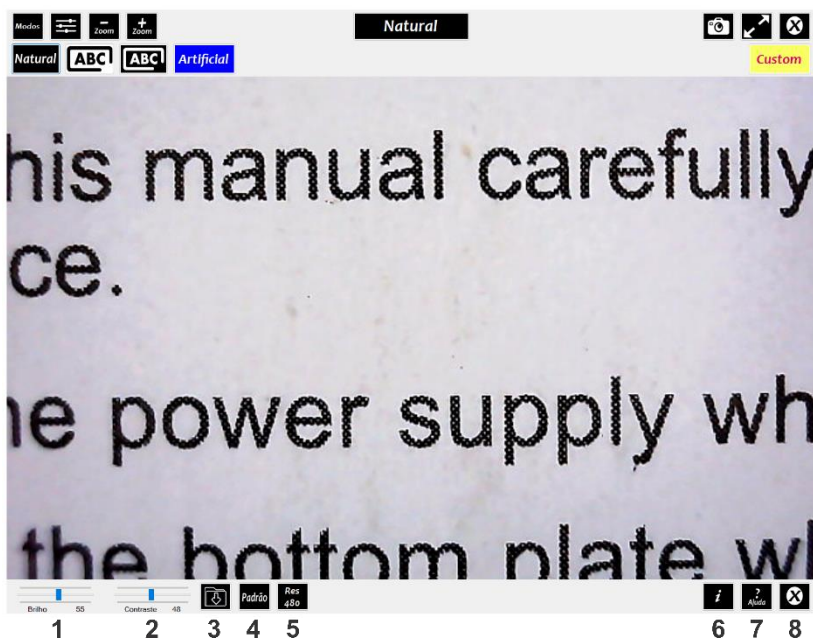 Modos - Zoom + Zoom Natural
Natural ABC ABC Artificial Custom
his manual carefully
ce.
ne power supply wh
the bottom plate wh
Brilho 55 Contraste 48 Padrão Res 480 i ? Ajuda
1 2 3 4 5 6 7 8